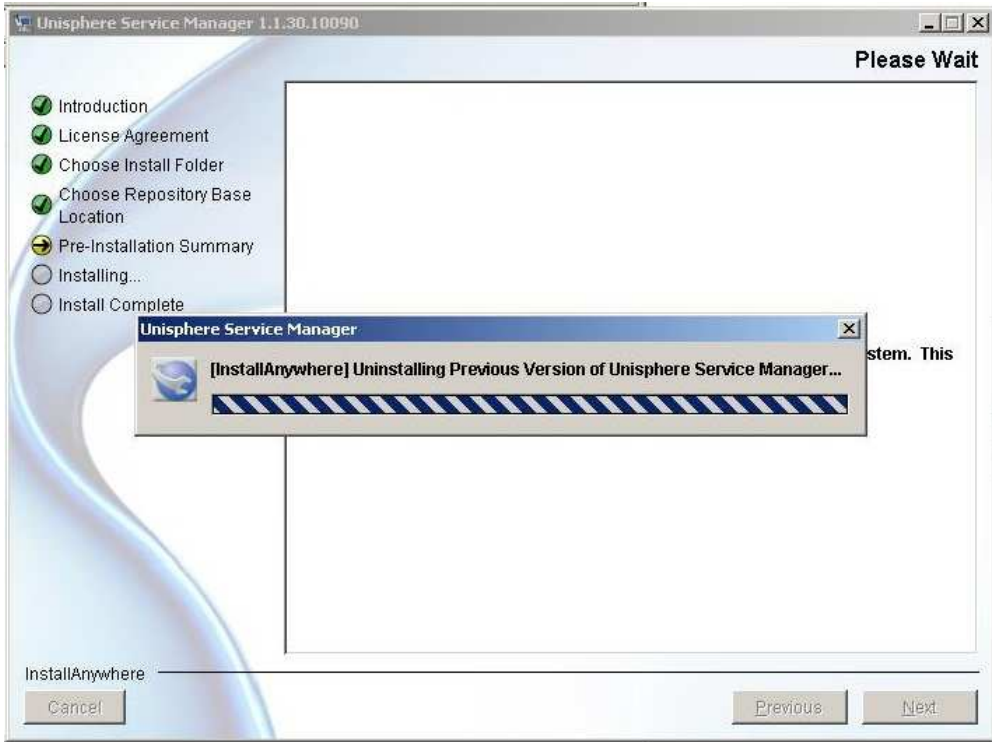 Unisphere Service Manager 1.1.30.10090
Please Wait
Introduction
License Agreement
Choose Install Folder
Choose Repository Base
Location
Pre-Installation Summary
Installing...
Install Complete
Unisphere Service Manager
[InstallAnywhere] Uninstalling Previous Version of Unisphere Service Manager...
stem. This
InstallAnywhere
Cancel
Previous
Next